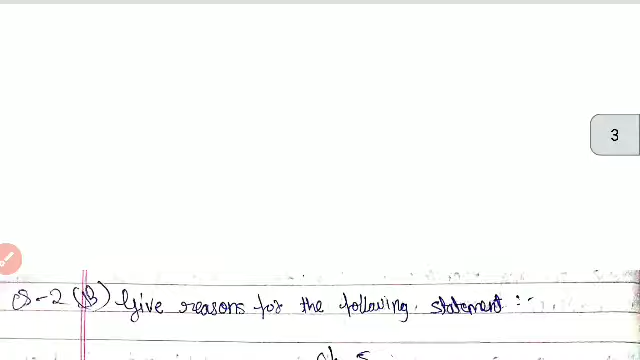 3
Q-2 (B) Give reasons for the following statement :-